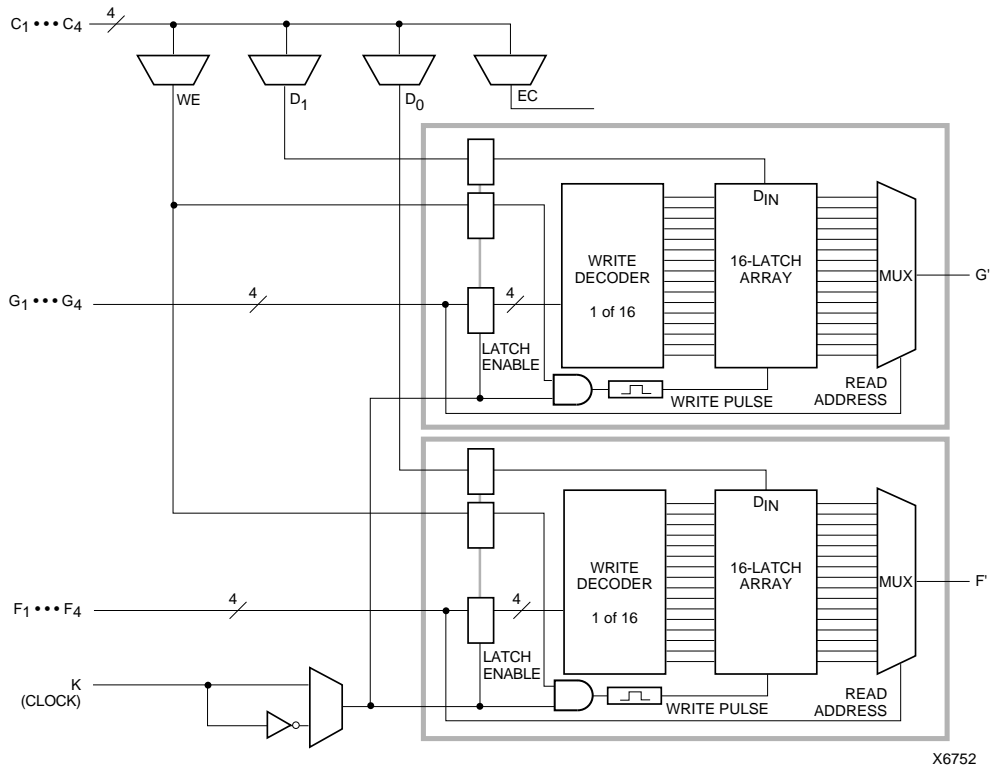 C1 ••• C4
4
WE
D1
D0
EC
DIN
WRITE
DECODER
1 of 16
16-LATCH
ARRAY
MUX
G'
G1 ••• G4
4
4
LATCH
ENABLE
WRITE PULSE
READ
ADDRESS
DIN
WRITE
DECODER
1 of 16
16-LATCH
ARRAY
MUX
F'
F1 ••• F4
4
4
LATCH
ENABLE
WRITE PULSE
READ
ADDRESS
K
(CLOCK)
X6752